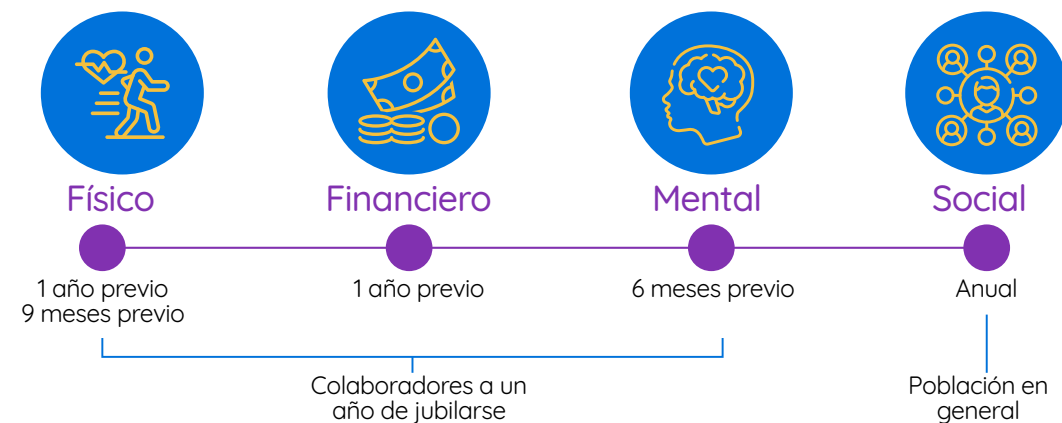 Físico
Financiero
Mental
Social
1 año previo
9 meses previo
1 año previo
6 meses previo
Anual
Colaboradores a un
año de jubilarse
Población en
general